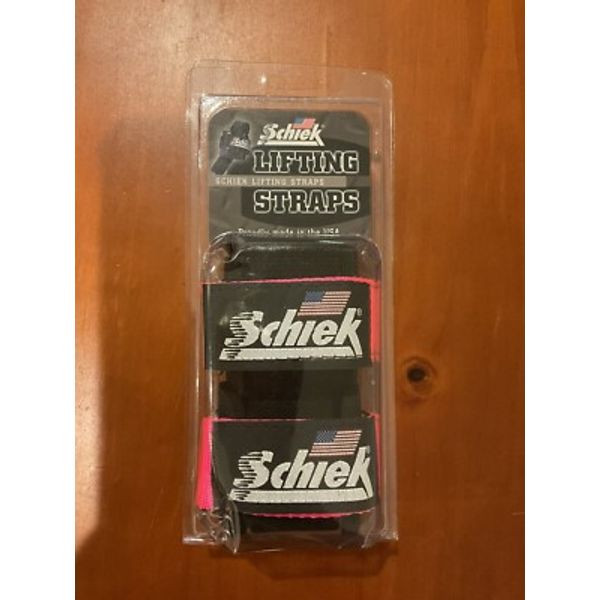 Schiek
LIFTING
SCHIEK LIFTING STRAPS
STRAPS
Proudly made in the USA
Schiek®
Schiek